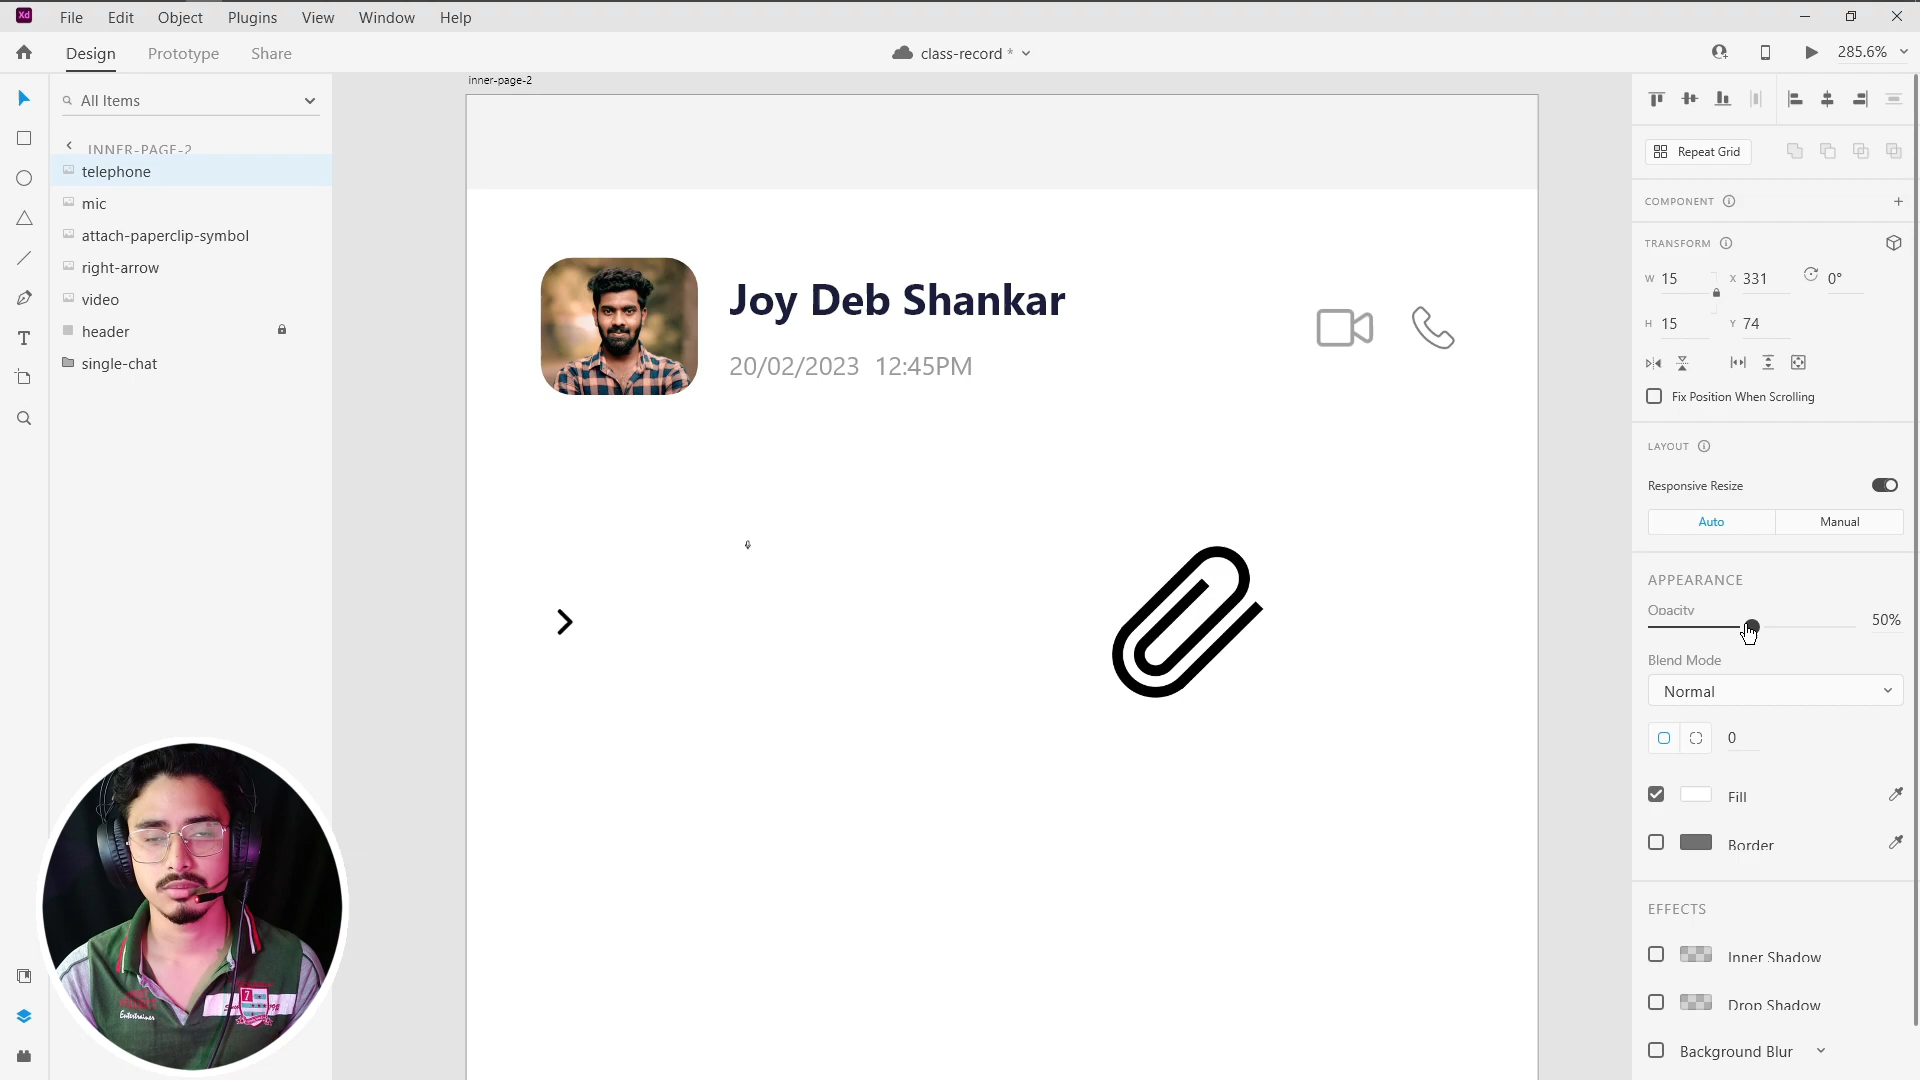 Xd File Edit Object Plugins View Window Help
Design Prototype Share class-record * 285.6%
All Items
INNER-PAGE-2
telephone
mic
attach-paperclip-symbol
right-arrow
video
header
single-chat
inner-page-2
Joy Deb Shankar
20/02/2023 12:45PM
Repeat Grid
COMPONENT
TRANSFORM
W 15 X 331 0°
H 15 Y 74
Fix Position When Scrolling
LAYOUT
Responsive Resize
Auto Manual
APPEARANCE
Opacity
50%
Blend Mode
Normal
0
Fill
Border
EFFECTS
Inner Shadow
Drop Shadow
Background Blur
Entertrainer
7